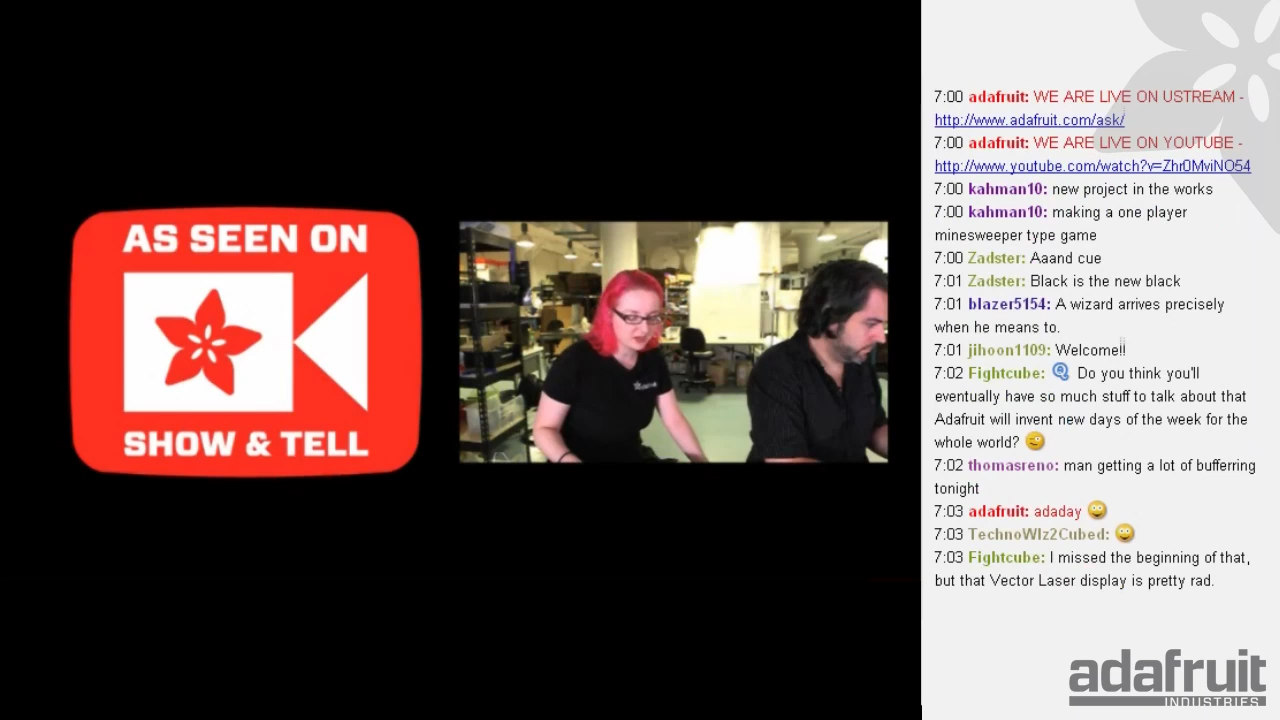 AS SEEN ON
SHOW & TELL
7:00 adafruit: WE ARE LIVE ON USTREAM -
http://www.adafruit.com/ask/
7:00 adafruit: WE ARE LIVE ON YOUTUBE -
http://www.youtube.com/watch?v=Zhr0MviNO54
7:00 kahman10: new project in the works
7:00 kahman10: making a one player
minesweeper type game
7:00 Zadster: Aaand cue
7:01 Zadster: Black is the new black
7:01 blazer5154: A wizard arrives precisely
when he means to.
7:01 jihoon1109: Welcome!!
7:02 Fightcube: Do you think you'll
eventually have so much stuff to talk about that
Adafruit will invent new days of the week for the
whole world?
7:02 thomasreno: man getting a lot of bufferring
tonight
7:03 adafruit: adaday
7:03 TechnoWIz2Cubed:
7:03 Fightcube: I missed the beginning of that,
but that Vector Laser display is pretty rad.
adafruit
INDUSTRIES